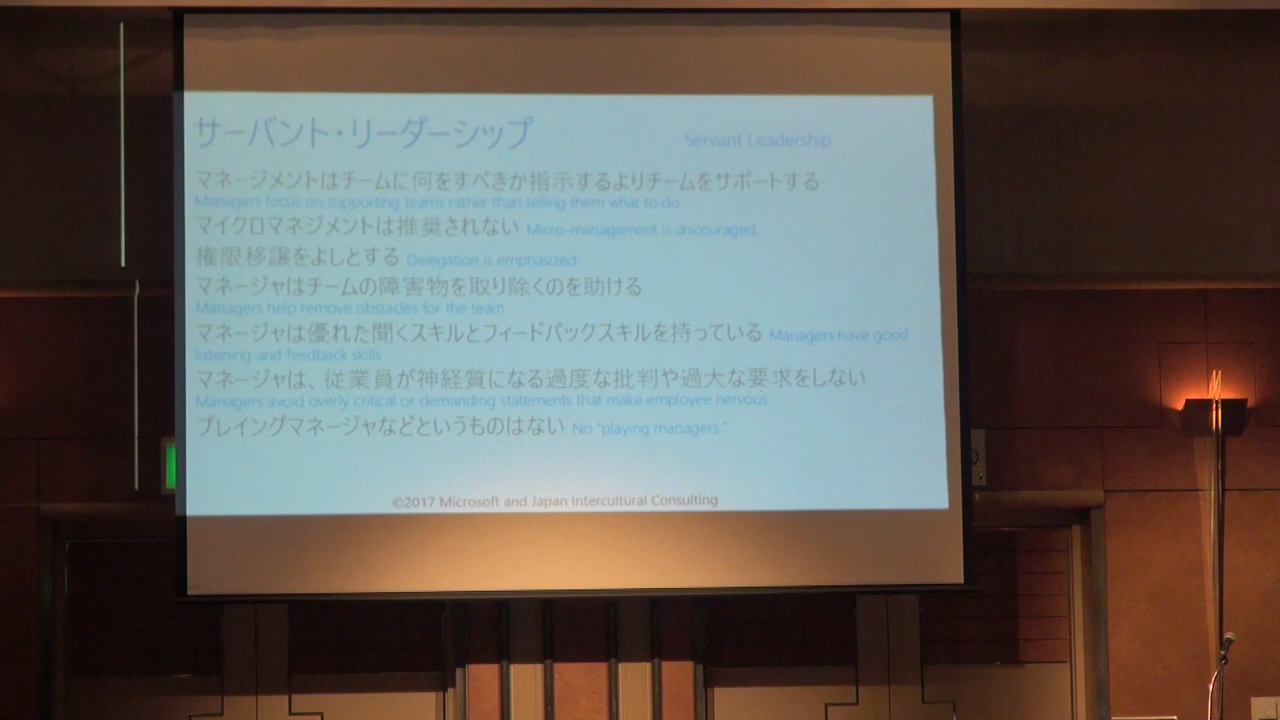 サーバント・リーダーシップ Servant Leadership
マネージメントはチームに何をすべきか指示するよりチームをサポートする
Managers focus on supporting teams rather than telling them what to do.
マイクロマネジメントは推奨されない Micro-management is discouraged.
権限移譲をよしとする Delegation is emphasized
マネージャはチームの障害物を取り除くのを助ける
Managers help remove obstacles for the team
マネージャは優れた聞くスキルとフィードバックスキルを持っている Managers have good
listening and feedback skills.
マネージャは、従業員が神経質になる過度な批判や過大な要求をしない
Managers avoid overly critical or demanding statements that make employee nervous.
プレイングマネージャなどというものはない No "playing managers"
©2017 Microsoft and Japan Intercultural Consulting